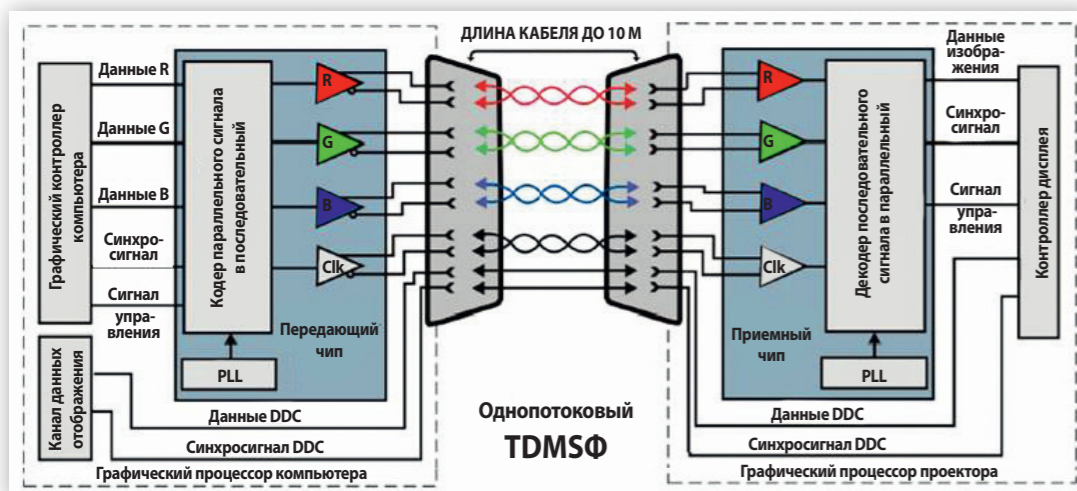 ДЛИНА КАБЕЛЯ ДО 10 М
Графический контроллер
компьютера
Данные R
Данные G
Данные B
Синхро-
сигнал
Сигнал
упра-
вления
Кодер параллельного сигнала
в последовательный
R
G
B
Clk
Передающий
чип
PLL
Канал данных
отображения
Данные DDC
Синхросигнал DDC
Графический процессор компьютера
Однопотоковый
TDMSФ
R
G
B
Clk
Приемный
чип
Декодер последовательного
сигнала в параллельный
PLL
Данные
изобра-
жения
Синхро-
сигнал
Сигнал
упра-
вления
Контроллер дисплея
Данные DDC
Синхросигнал DDC
Графический процессор проектора